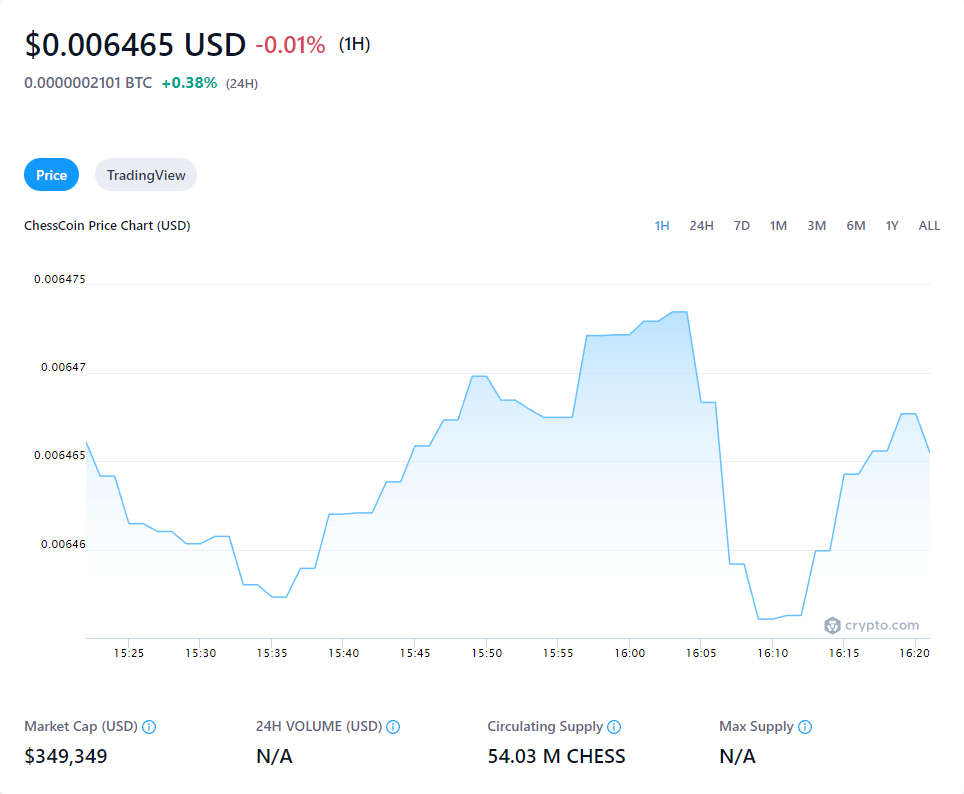 $0.006465 USD -0.01% (1H)
0.0000002101 BTC +0.38% (24H)
Price TradingView
ChessCoin Price Chart (USD) 1H 24H 7D 1M 3M 6M 1Y ALL
0.006475
0.00647
0.006465
0.00646
crypto.com
15:25 15:30 15:35 15:40 15:45 15:50 15:55 16:00 16:05 16:10 16:15 16:20
Market Cap (USD) 24H VOLUME (USD) Circulating Supply Max Supply
$349,349 N/A 54.03 M CHESS N/A